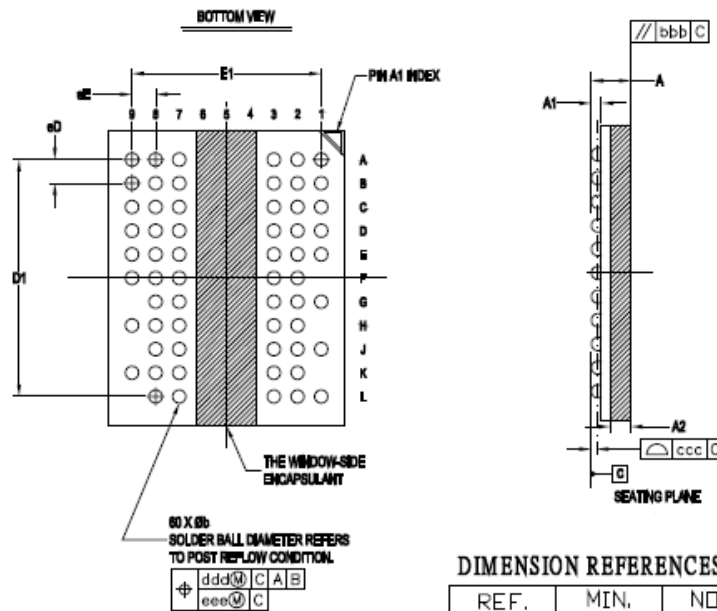 BOTTOM VIEW
// bbb C
E1
PIN A1 INDEX
A
eE
A1
9 8 7 6 5 4 3 2 1
eD
A
B
C
D
E
F
G
H
J
K
L
D1
A2
THE WINDOW-SIDE
ENCAPSULANT
ccc C
C
SEATING PLANE
60 X Øb
SOLDER BALL DIAMETER REFERS
TO POST REFLOW CONDITION.
ddd Ⓜ C A B
eee Ⓜ C
DIMENSION REFERENCES
REF. MIN. NO